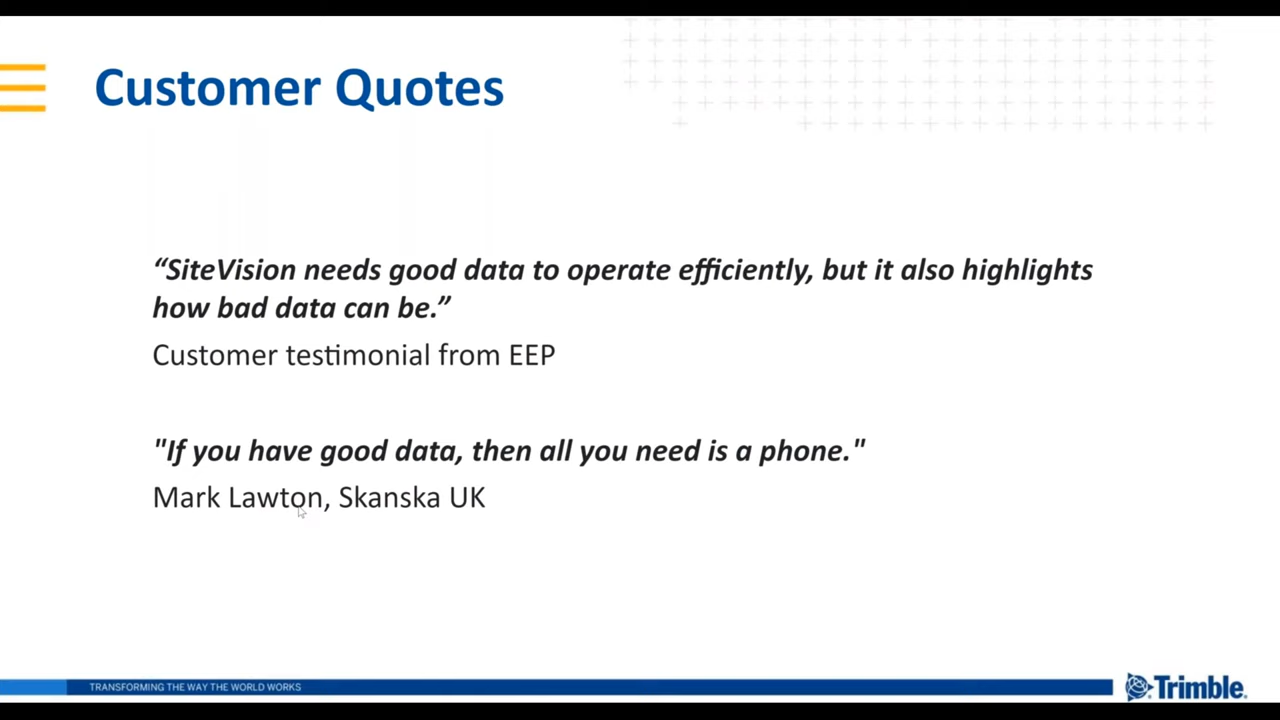 Customer Quotes
“SiteVision needs good data to operate efficiently, but it also highlights
how bad data can be.”
Customer testimonial from EEP
"If you have good data, then all you need is a phone."
Mark Lawton, Skanska UK
TRANSFORMING THE WAY THE WORLD WORKS
Trimble.